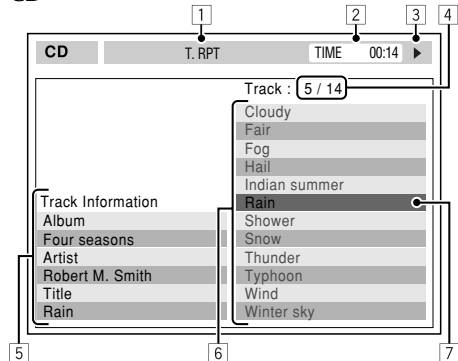 CD
1 2 3 4
CD T. RPT TIME 00:14
Track : 5 / 14
Cloudy
Fair
Fog
Hail
Indian summer
Track Information Rain
Album Shower
Four seasons Snow
Artist Thunder
Robert M. Smith Typhoon
Title Wind
Rain Winter sky
5 6 7